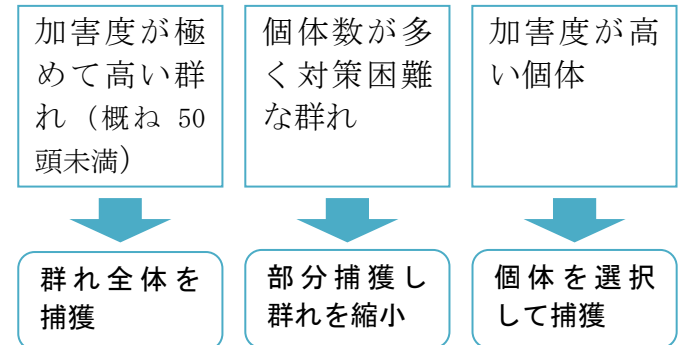 加害度が極
めて高い群
れ（概ね 50
頭未満）
個体数が多
く対策困難
な群れ
加害度が高
い個体
群れ全体を
捕獲
部分捕獲し
群れを縮小
個体を選択
して捕獲